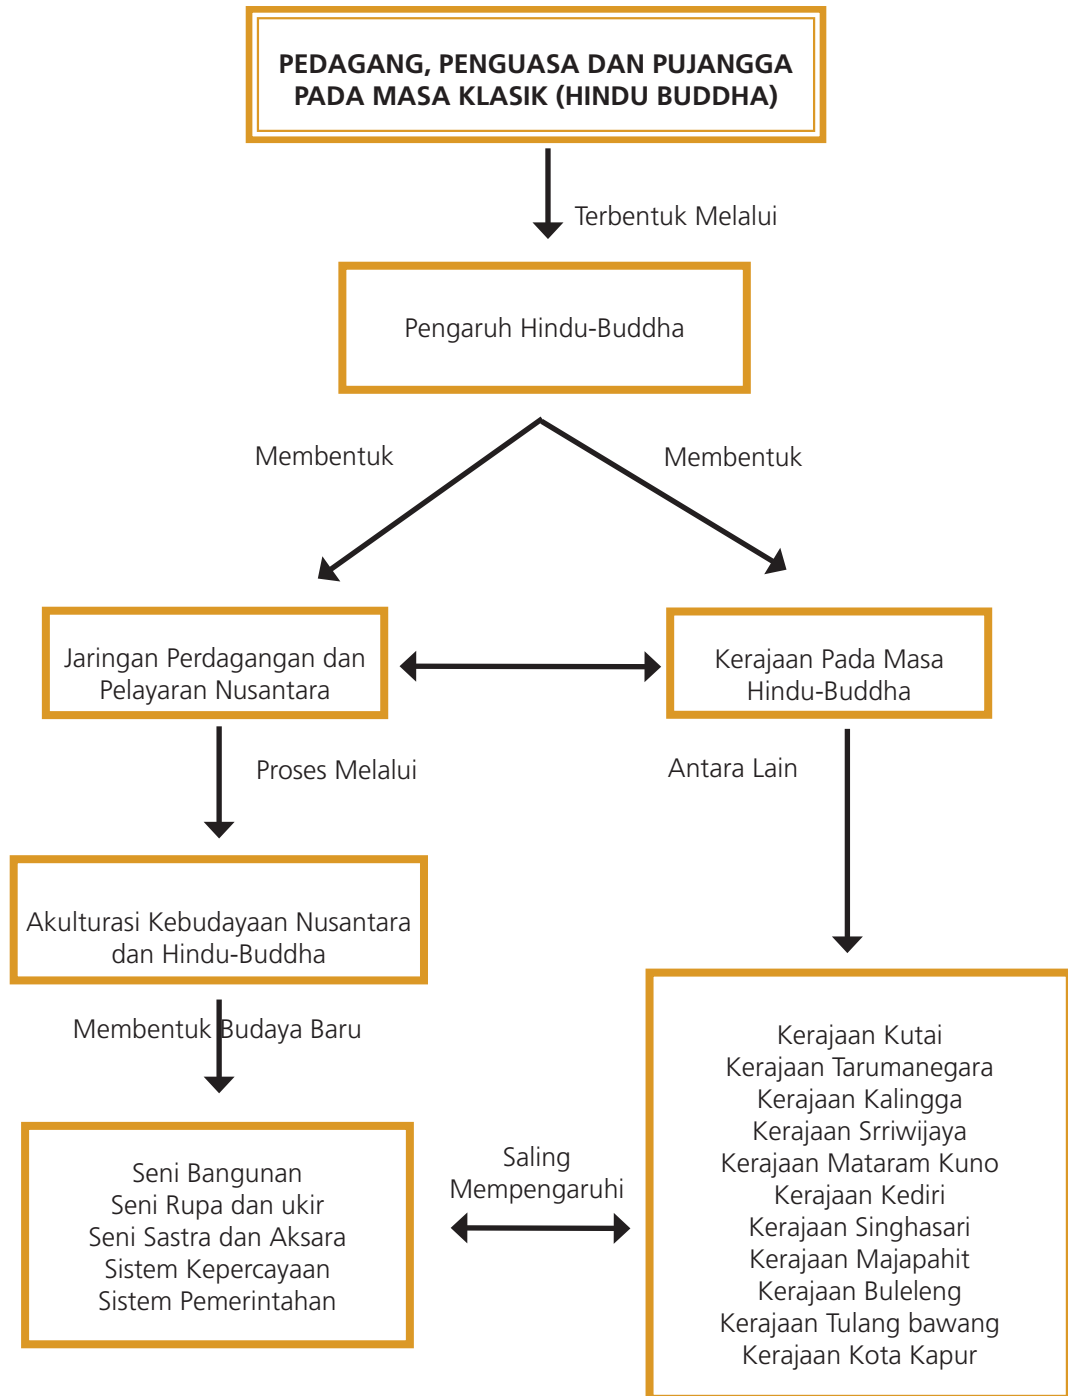 PEDAGANG, PENGUASA DAN PUJANGGA
PADA MASA KLASIK (HINDU BUDDHA)
Terbentuk Melalui
Pengaruh Hindu-Buddha
Membentuk
Membentuk
Jaringan Perdagangan dan
Pelayaran Nusantara
Kerajaan Pada Masa
Hindu-Buddha
Proses Melalui
Antara Lain
Akulturasi Kebudayaan Nusantara
dan Hindu-Buddha
Membentuk Budaya Baru
Seni Bangunan
Seni Rupa dan ukir
Seni Sastra dan Aksara
Sistem Kepercayaan
Sistem Pemerintahan
Saling
Mempengaruhi
Kerajaan Kutai
Kerajaan Tarumanegara
Kerajaan Kalingga
Kerajaan Srriwijaya
Kerajaan Mataram Kuno
Kerajaan Kediri
Kerajaan Singhasari
Kerajaan Majapahit
Kerajaan Buleleng
Kerajaan Tulang bawang
Kerajaan Kota Kapur